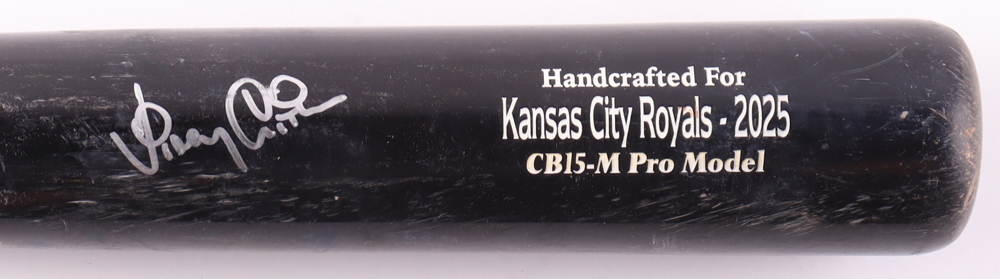 Handcrafted For
Kansas City Royals - 2025
CB15-M Pro Model